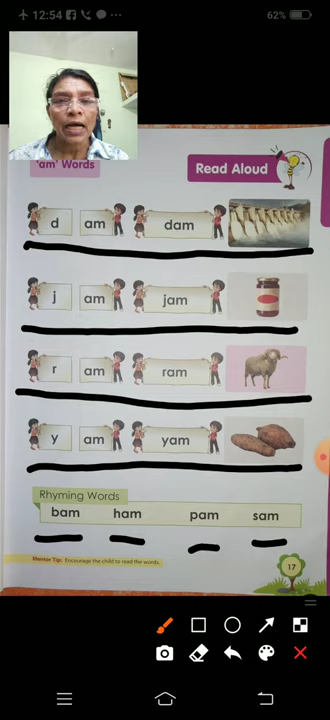 12:54 62%
'am' Words
Read Aloud
d am dam
j am jam
r am ram
y am yam
Rhyming Words
bam ham pam sam
Mentor Tip: Encourage the child to read the words.
17